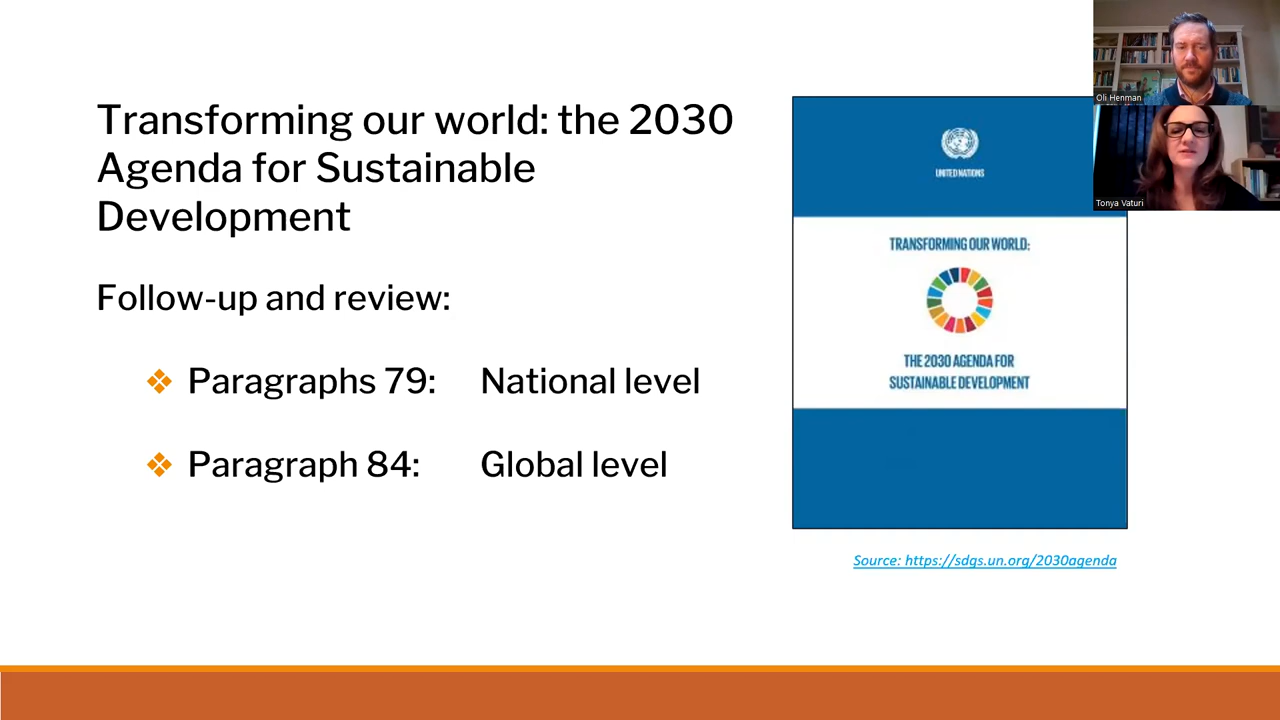 Transforming our world: the 2030
Agenda for Sustainable
Development
Follow-up and review:
Paragraphs 79: National level
Paragraph 84: Global level
UNITED NATIONS
TRANSFORMING OUR WORLD:
THE 2030 AGENDA FOR
SUSTAINABLE DEVELOPMENT
Source: https://sdgs.un.org/2030agenda
Oli Henman
Tonya Vaturi